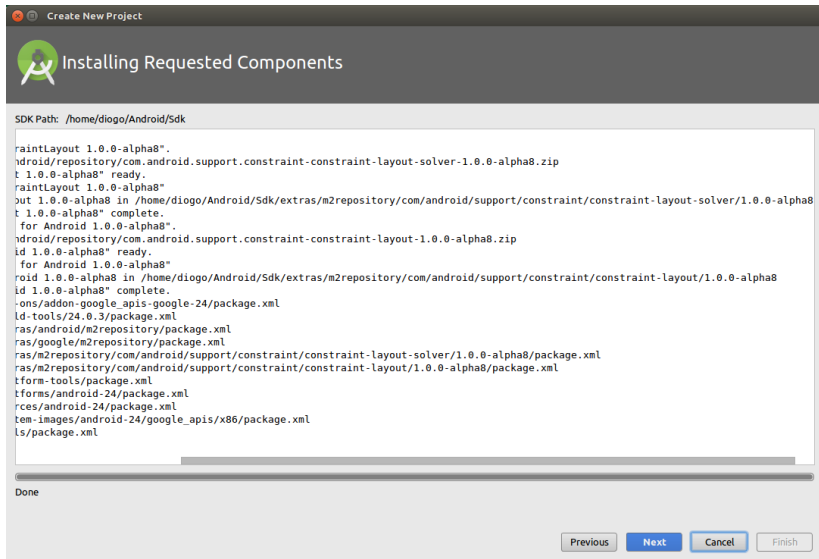 Create New Project
Installing Requested Components
SDK Path: /home/diogo/Android/Sdk
raintLayout 1.0.0-alpha8".
ndroid/repository/com.android.support.constraint-constraint-layout-solver-1.0.0-alpha8.zip
t 1.0.0-alpha8" ready.
raintLayout 1.0.0-alpha8"
out 1.0.0-alpha8 in /home/diogo/Android/Sdk/extras/m2repository/com/android/support/constraint/constraint-layout-solver/1.0.0-alpha8
t 1.0.0-alpha8" complete.
for Android 1.0.0-alpha8".
ndroid/repository/com.android.support.constraint-constraint-layout-1.0.0-alpha8.zip
id 1.0.0-alpha8" ready.
for Android 1.0.0-alpha8"
roid 1.0.0-alpha8 in /home/diogo/Android/Sdk/extras/m2repository/com/android/support/constraint/constraint-layout/1.0.0-alpha8
id 1.0.0-alpha8" complete.
-ons/addon-google_apis-google-24/package.xml
ld-tools/24.0.3/package.xml
ras/android/m2repository/package.xml
ras/google/m2repository/package.xml
ras/m2repository/com/android/support/constraint/constraint-layout-solver/1.0.0-alpha8/package.xml
ras/m2repository/com/android/support/constraint/constraint-layout/1.0.0-alpha8/package.xml
tform-tools/package.xml
tforms/android-24/package.xml
rces/android-24/package.xml
tem-images/android-24/google_apis/x86/package.xml
ls/package.xml
Done
Previous Next Cancel Finish